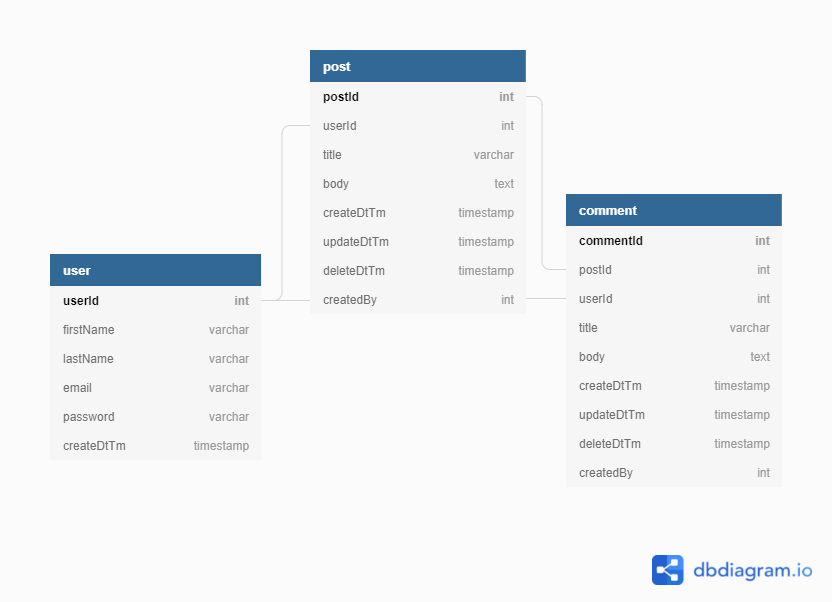 post
postId int
userId int
title varchar
body text
createDtTm timestamp
updateDtTm timestamp
deleteDtTm timestamp
createdBy int
comment
commentId int
postId int
userId int
title varchar
body text
createDtTm timestamp
updateDtTm timestamp
deleteDtTm timestamp
createdBy int
user
userId int
firstName varchar
lastName varchar
email varchar
password varchar
createDtTm timestamp
dbdiagram.io